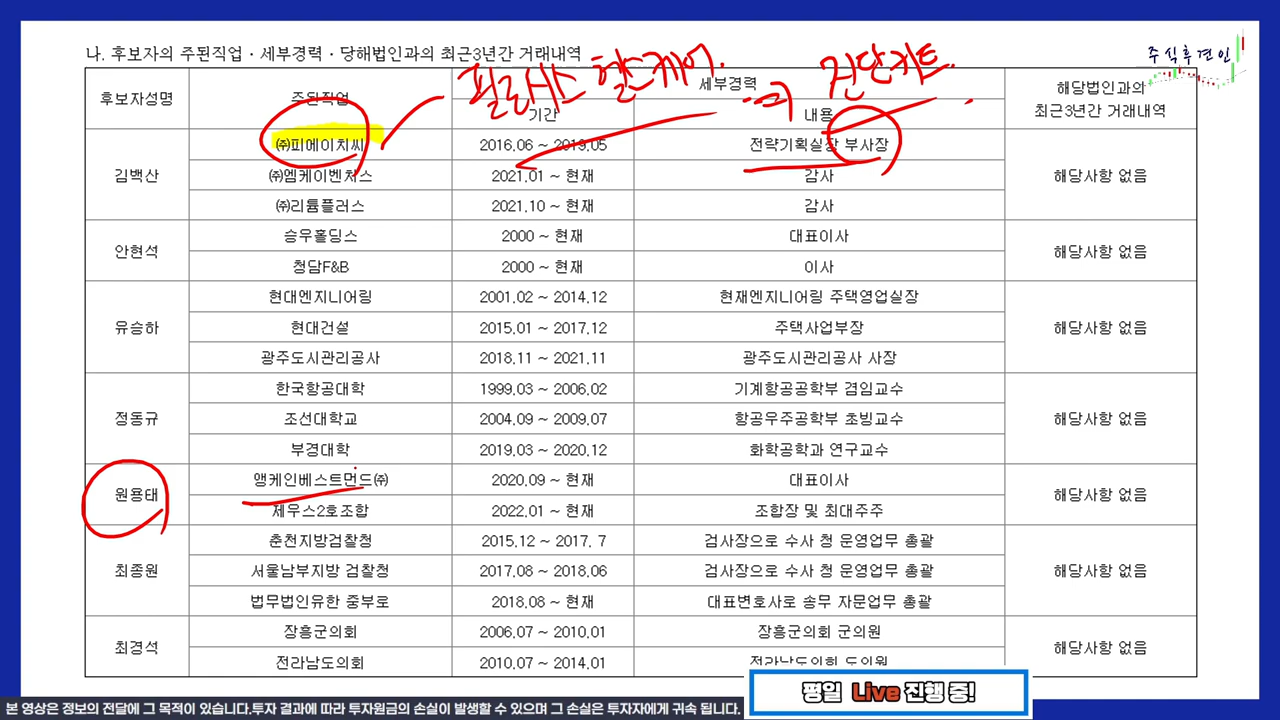 주식후견인
나. 후보자의 주된직업·세부경력·당해법인과의 최근3년간 거래내역
필로시스 헬스케어. → 진단키트.
후보자성명 주된직업 세부경력 해당법인과의 최근3년간 거래내역
기간 내용
김백산 ㈜피에이치씨 2016.06 ~ 2019.05 전략기획실장 부사장 해당사항 없음
㈜엠케이벤처스 2021.01 ~ 현재 감사
㈜리튬플러스 2021.10 ~ 현재 감사
안현석 승우홀딩스 2000 ~ 현재 대표이사 해당사항 없음
청담F&B 2000 ~ 현재 이사
유승하 현대엔지니어링 2001.02 ~ 2014.12 현재엔지니어링 주택영업실장 해당사항 없음
현대건설 2015.01 ~ 2017.12 주택사업부장
광주도시관리공사 2018.11 ~ 2021.11 광주도시관리공사 사장
정동규 한국항공대학 1999.03 ~ 2006.02 기계항공공학부 겸임교수 해당사항 없음
조선대학교 2004.09 ~ 2009.07 항공우주공학부 초빙교수
부경대학 2019.03 ~ 2020.12 화학공학과 연구교수
원용태 앵케인베스트먼드㈜ 2020.09 ~ 현재 대표이사 해당사항 없음
제우스2호조합 2022.01 ~ 현재 조합장 및 최대주주
최종원 춘천지방검찰청 2015.12 ~ 2017. 7 검사장으로 수사 청 운영업무 총괄 해당사항 없음
서울남부지방 검찰청 2017.08 ~ 2018.06 검사장으로 수사 청 운영업무 총괄
법무법인유한 중부로 2018.08 ~ 현재 대표변호사로 송무 자문업무 총괄
최경석 장흥군의회 2006.07 ~ 2010.01 장흥군의회 군의원 해당사항 없음
전라남도의회 2010.07 ~ 2014.01 전라남도의회 도의원
평일 Live 진행 중!
본 영상은 정보의 전달에 그 목적이 있습니다.투자 결과에 따라 투자원금의 손실이 발생할 수 있으며 그 손실은 투자자에게 귀속 됩니다.